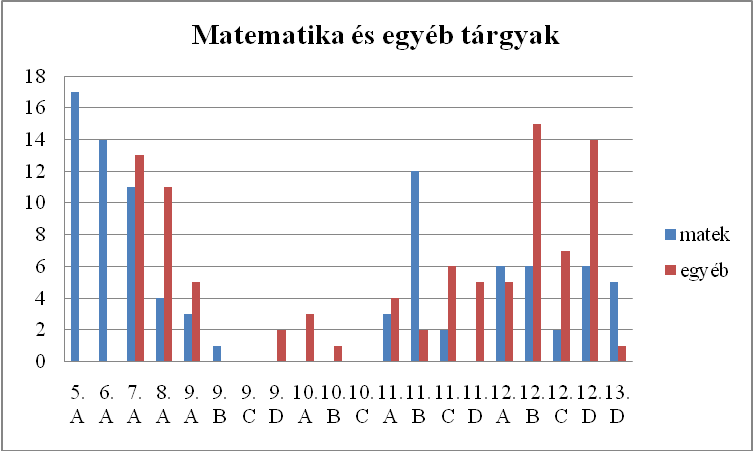 Matematika és egyéb tárgyak
18
16
14
12
10
8
6
4
2
0
matek
egyéb
5. 6. 7. 8. 9. 9. 9. 9. 10. 10. 10. 11. 11. 11. 11. 12. 12. 12. 12. 13.
A A A A A B C D A B C A B C D A B C D D